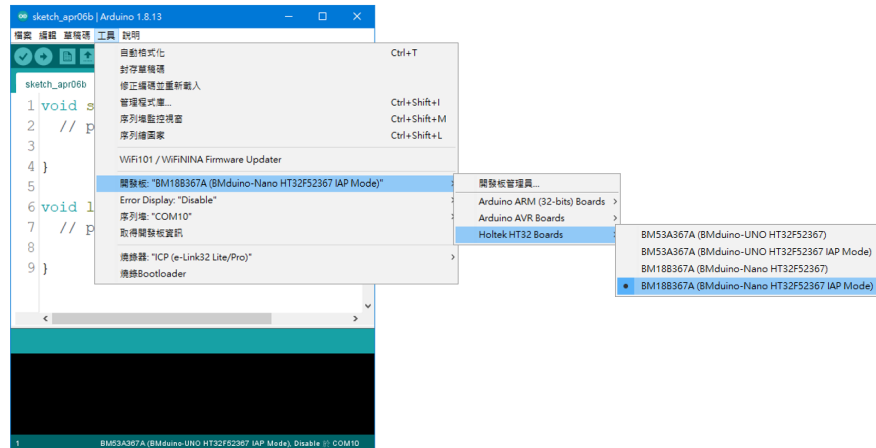 sketch_apr06b | Arduino 1.8.13
檔案 編輯 草稿碼 工具 說明
sketch_apr06b
1 void s
2 // p
3
4 }
5
6 void l
7 // p
8
9 }
自動格式化 Ctrl+T
封存草稿碼
修正編碼並重新載入
管理程式庫... Ctrl+Shift+I
序列埠監控視窗 Ctrl+Shift+M
序列繪圖家 Ctrl+Shift+L
WiFi101 / WiFiNINA Firmware Updater
開發板: "BM18B367A (BMduino-Nano HT32F52367 IAP Mode)"
Error Display: "Disable"
序列埠: "COM10"
取得開發板資訊
燒錄器: "ICP (e-Link32 Lite/Pro)"
燒錄Bootloader
開發板管理員...
Arduino ARM (32-bits) Boards
Arduino AVR Boards
Holtek HT32 Boards
BM53A367A (BMduino-UNO HT32F52367)
BM53A367A (BMduino-UNO HT32F52367 IAP Mode)
BM18B367A (BMduino-Nano HT32F52367)
BM18B367A (BMduino-Nano HT32F52367 IAP Mode)
1 BM53A367A (BMduino-UNO HT32F52367 IAP Mode), Disable 於 COM10